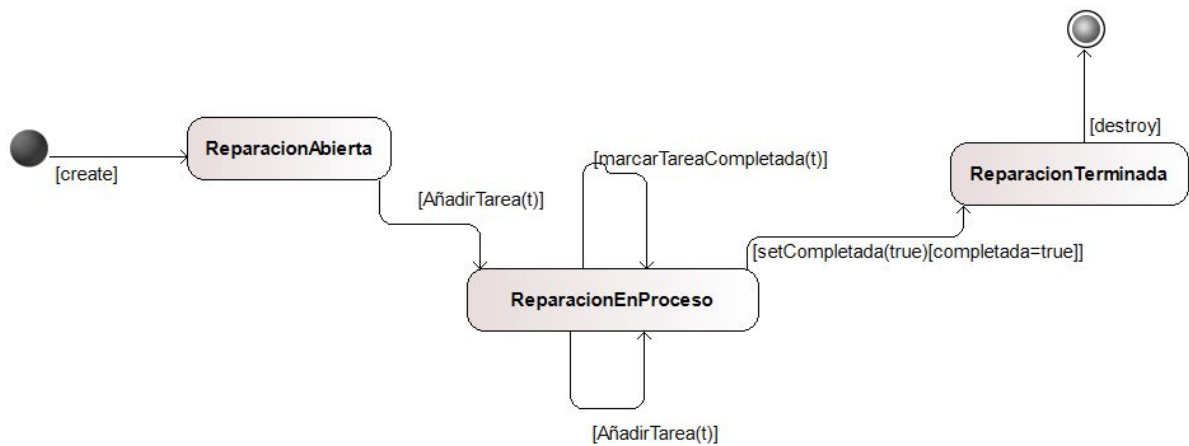 [destroy]
ReparacionAbierta
[create]
[marcarTareaCompletada(t)]
ReparacionTerminada
[AñadirTarea(t)]
[setCompletada(true)[completada=true]]
ReparacionEnProceso
[AñadirTarea(t)]